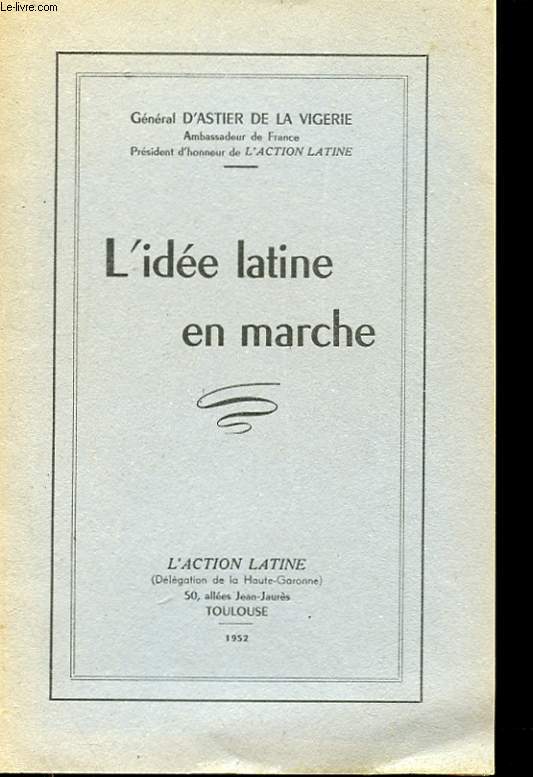 Le-livre.com
Général D'ASTIER DE LA VIGERIE
Ambassadeur de France
Président d'honneur de L'ACTION LATINE
L'idée latine
en marche
L'ACTION LATINE
(Délégation de la Haute-Garonne)
50, allées Jean-Jaurès
TOULOUSE
1952